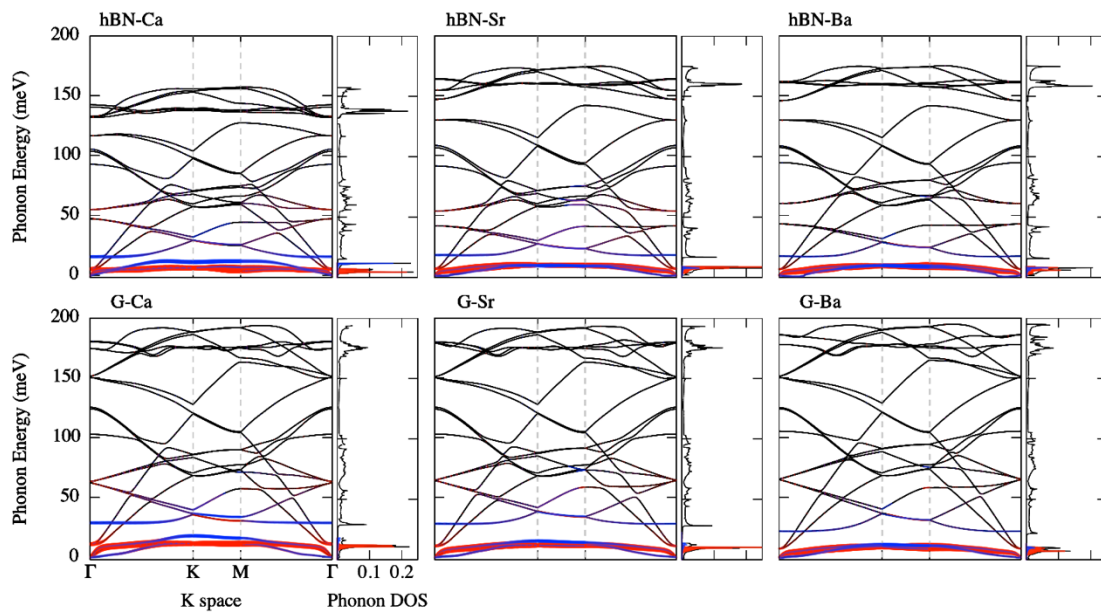 hBN-Ca hBN-Sr hBN-Ba
200
150
100
50
0
Phonon Energy (meV)
G-Ca G-Sr G-Ba
200
150
100
50
0
Phonon Energy (meV)
Γ K M Γ 0.1 0.2
K space Phonon DOS